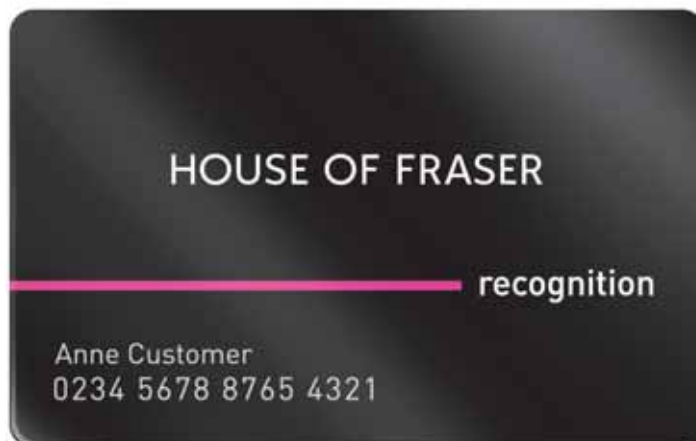 HOUSE OF FRASER
recognition
Anne Customer
0234 5678 8765 4321